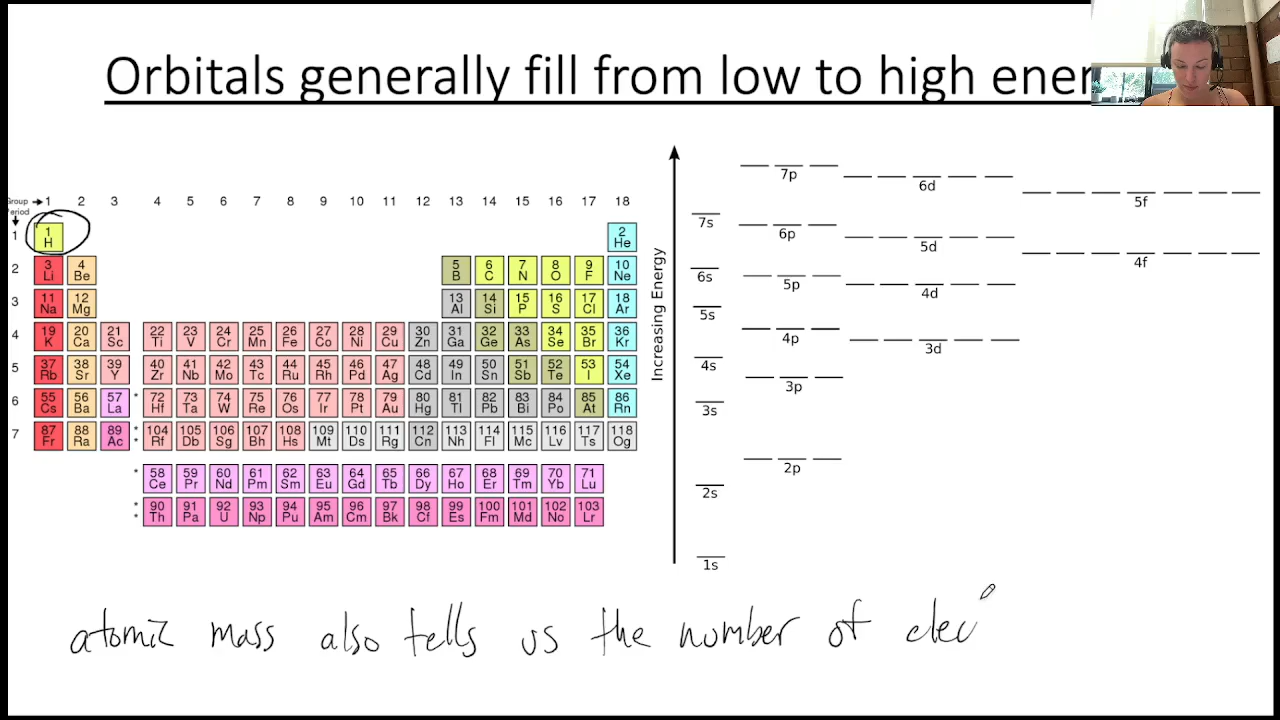 Orbitals generally fill from low to high ener
7p
6d
5f
Group 1 2 3 4 5 6 7 8 9 10 11 12 13 14 15 16 17 18
Period
7s
6p
5d
4f
1 1 H 2 He
2 3 Li 4 Be 5 B 6 C 7 N 8 O 9 F 10 Ne
6s
5p
4d
3 11 Na 12 Mg 13 Al 14 Si 15 P 16 S 17 Cl 18 Ar
5s
4p
3d
4 19 K 20 Ca 21 Sc 22 Ti 23 V 24 Cr 25 Mn 26 Fe 27 Co 28 Ni 29 Cu 30 Zn 31 Ga 32 Ge 33 As 34 Se 35 Br 36 Kr
Increasing Energy
4s
3p
5 37 Rb 38 Sr 39 Y 40 Zr 41 Nb 42 Mo 43 Tc 44 Ru 45 Rh 46 Pd 47 Ag 48 Cd 49 In 50 Sn 51 Sb 52 Te 53 I 54 Xe
6 55 Cs 56 Ba 57 La * 72 Hf 73 Ta 74 W 75 Re 76 Os 77 Ir 78 Pt 79 Au 80 Hg 81 Tl 82 Pb 83 Bi 84 Po 85 At 86 Rn
3s
7 87 Fr 88 Ra 89 Ac * * 104 Rf 105 Db 106 Sg 107 Bh 108 Hs 109 Mt 110 Ds 111 Rg 112 Cn 113 Nh 114 Fl 115 Mc 116 Lv 117 Ts 118 Og
2p
* 58 Ce 59 Pr 60 Nd 61 Pm 62 Sm 63 Eu 64 Gd 65 Tb 66 Dy 67 Ho 68 Er 69 Tm 70 Yb 71 Lu
2s
* * 90 Th 91 Pa 92 U 93 Np 94 Pu 95 Am 96 Cm 97 Bk 98 Cf 99 Es 100 Fm 101 Md 102 No 103 Lr
1s
atomic mass also tells us the number of elec